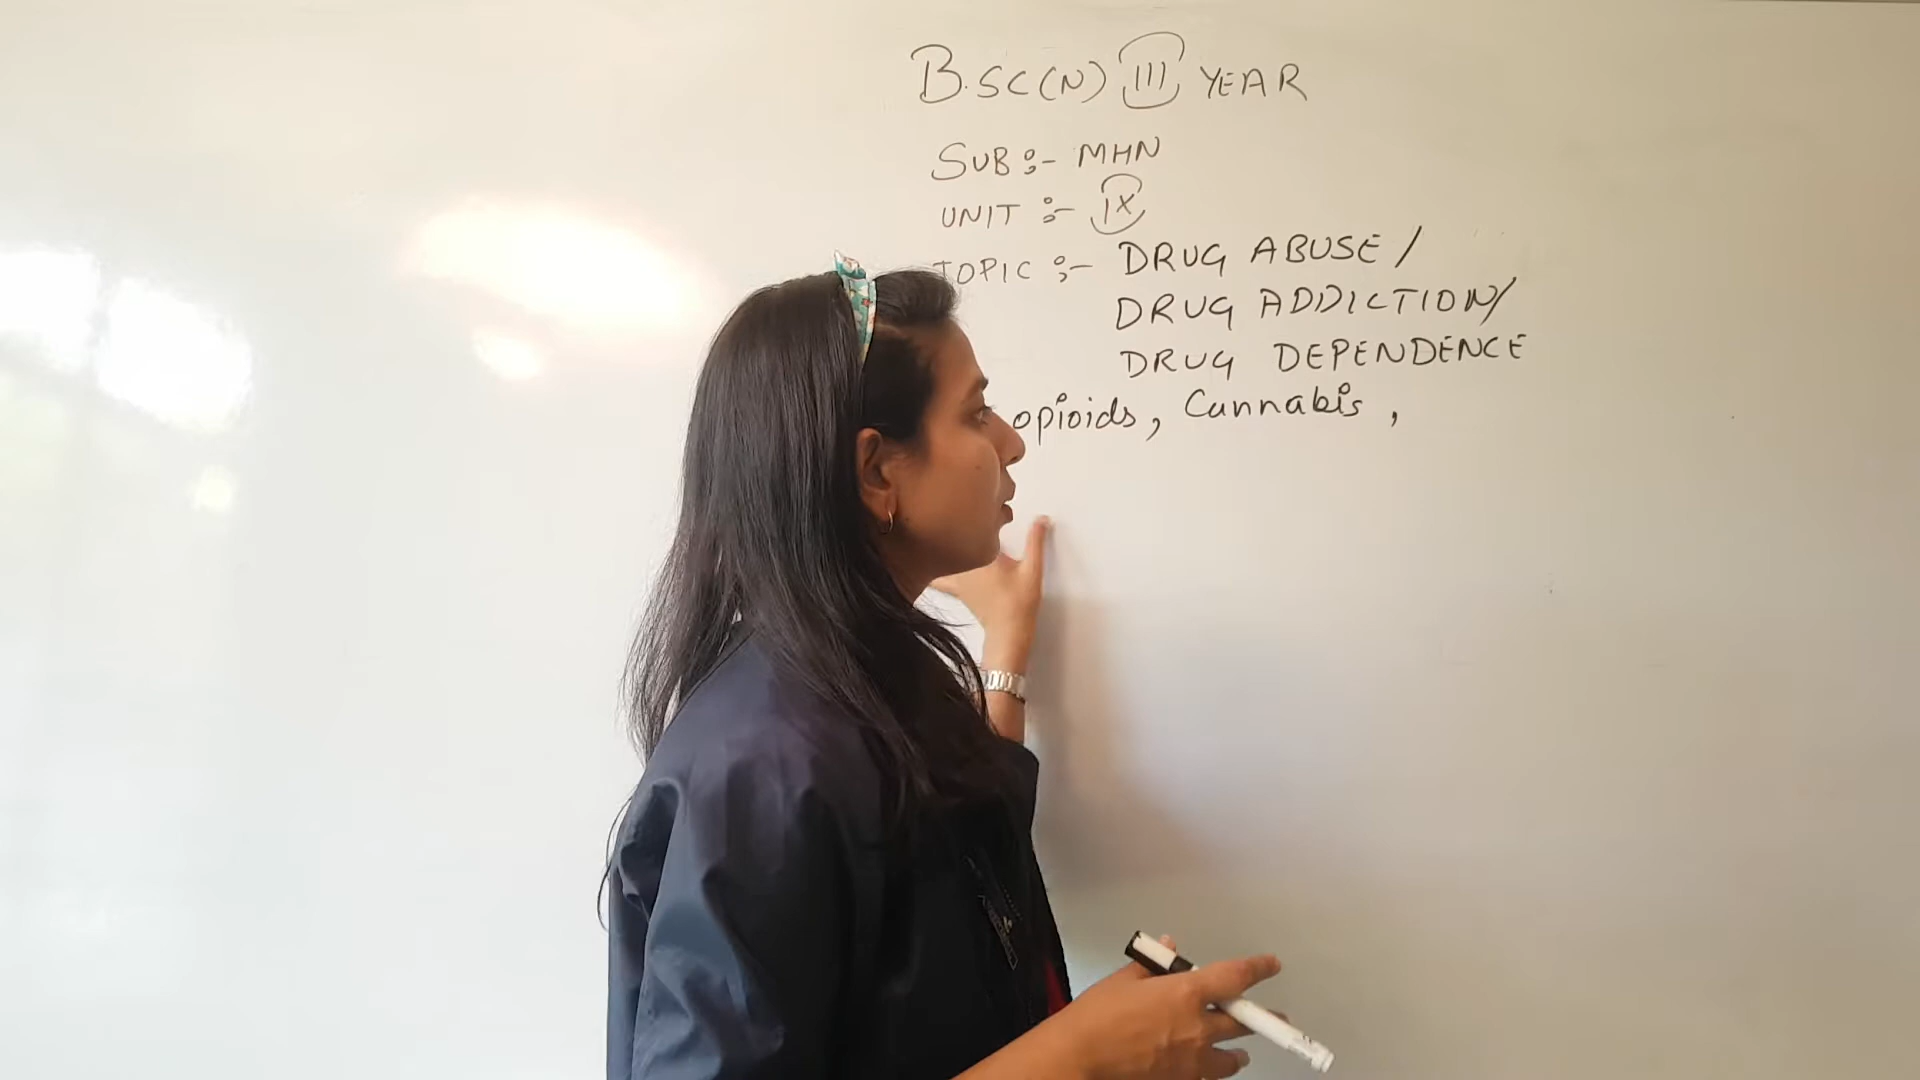 B.SC(N) III YEAR
SUB :- MHN
UNIT :- IX
TOPIC :- DRUG ABUSE /
DRUG ADDICTION/
DRUG DEPENDENCE
opioids, Cannabis ,